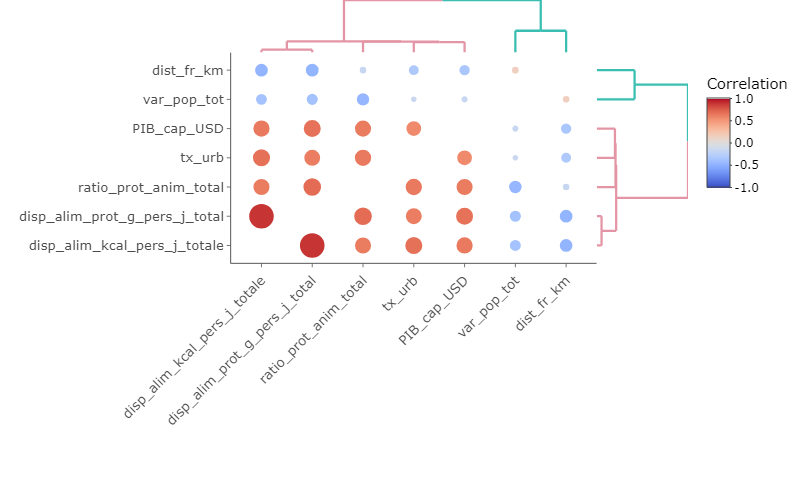 dist_fr_km
var_pop_tot
PIB_cap_USD
tx_urb
ratio_prot_anim_total
disp_alim_prot_g_pers_j_total
disp_alim_kcal_pers_j_totale
disp_alim_kcal_pers_j_totale
disp_alim_prot_g_pers_j_total
ratio_prot_anim_total
tx_urb
PIB_cap_USD
var_pop_tot
dist_fr_km
Correlation
1.0
0.5
0.0
-0.5
-1.0